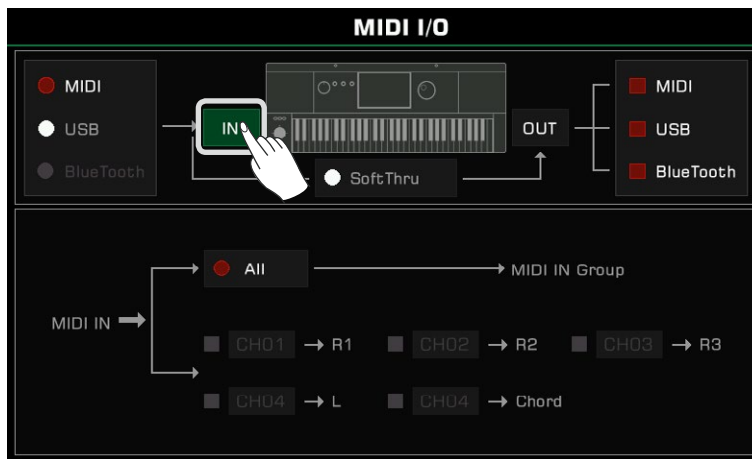 MIDI I/O
MIDI
USB
BlueTooth
IN
SoftThru
OUT
MIDI
USB
BlueTooth
All
MIDI IN Group
MIDI IN
CH01 R1 CH02 R2 CH03 R3
CH04 L CH04 Chord